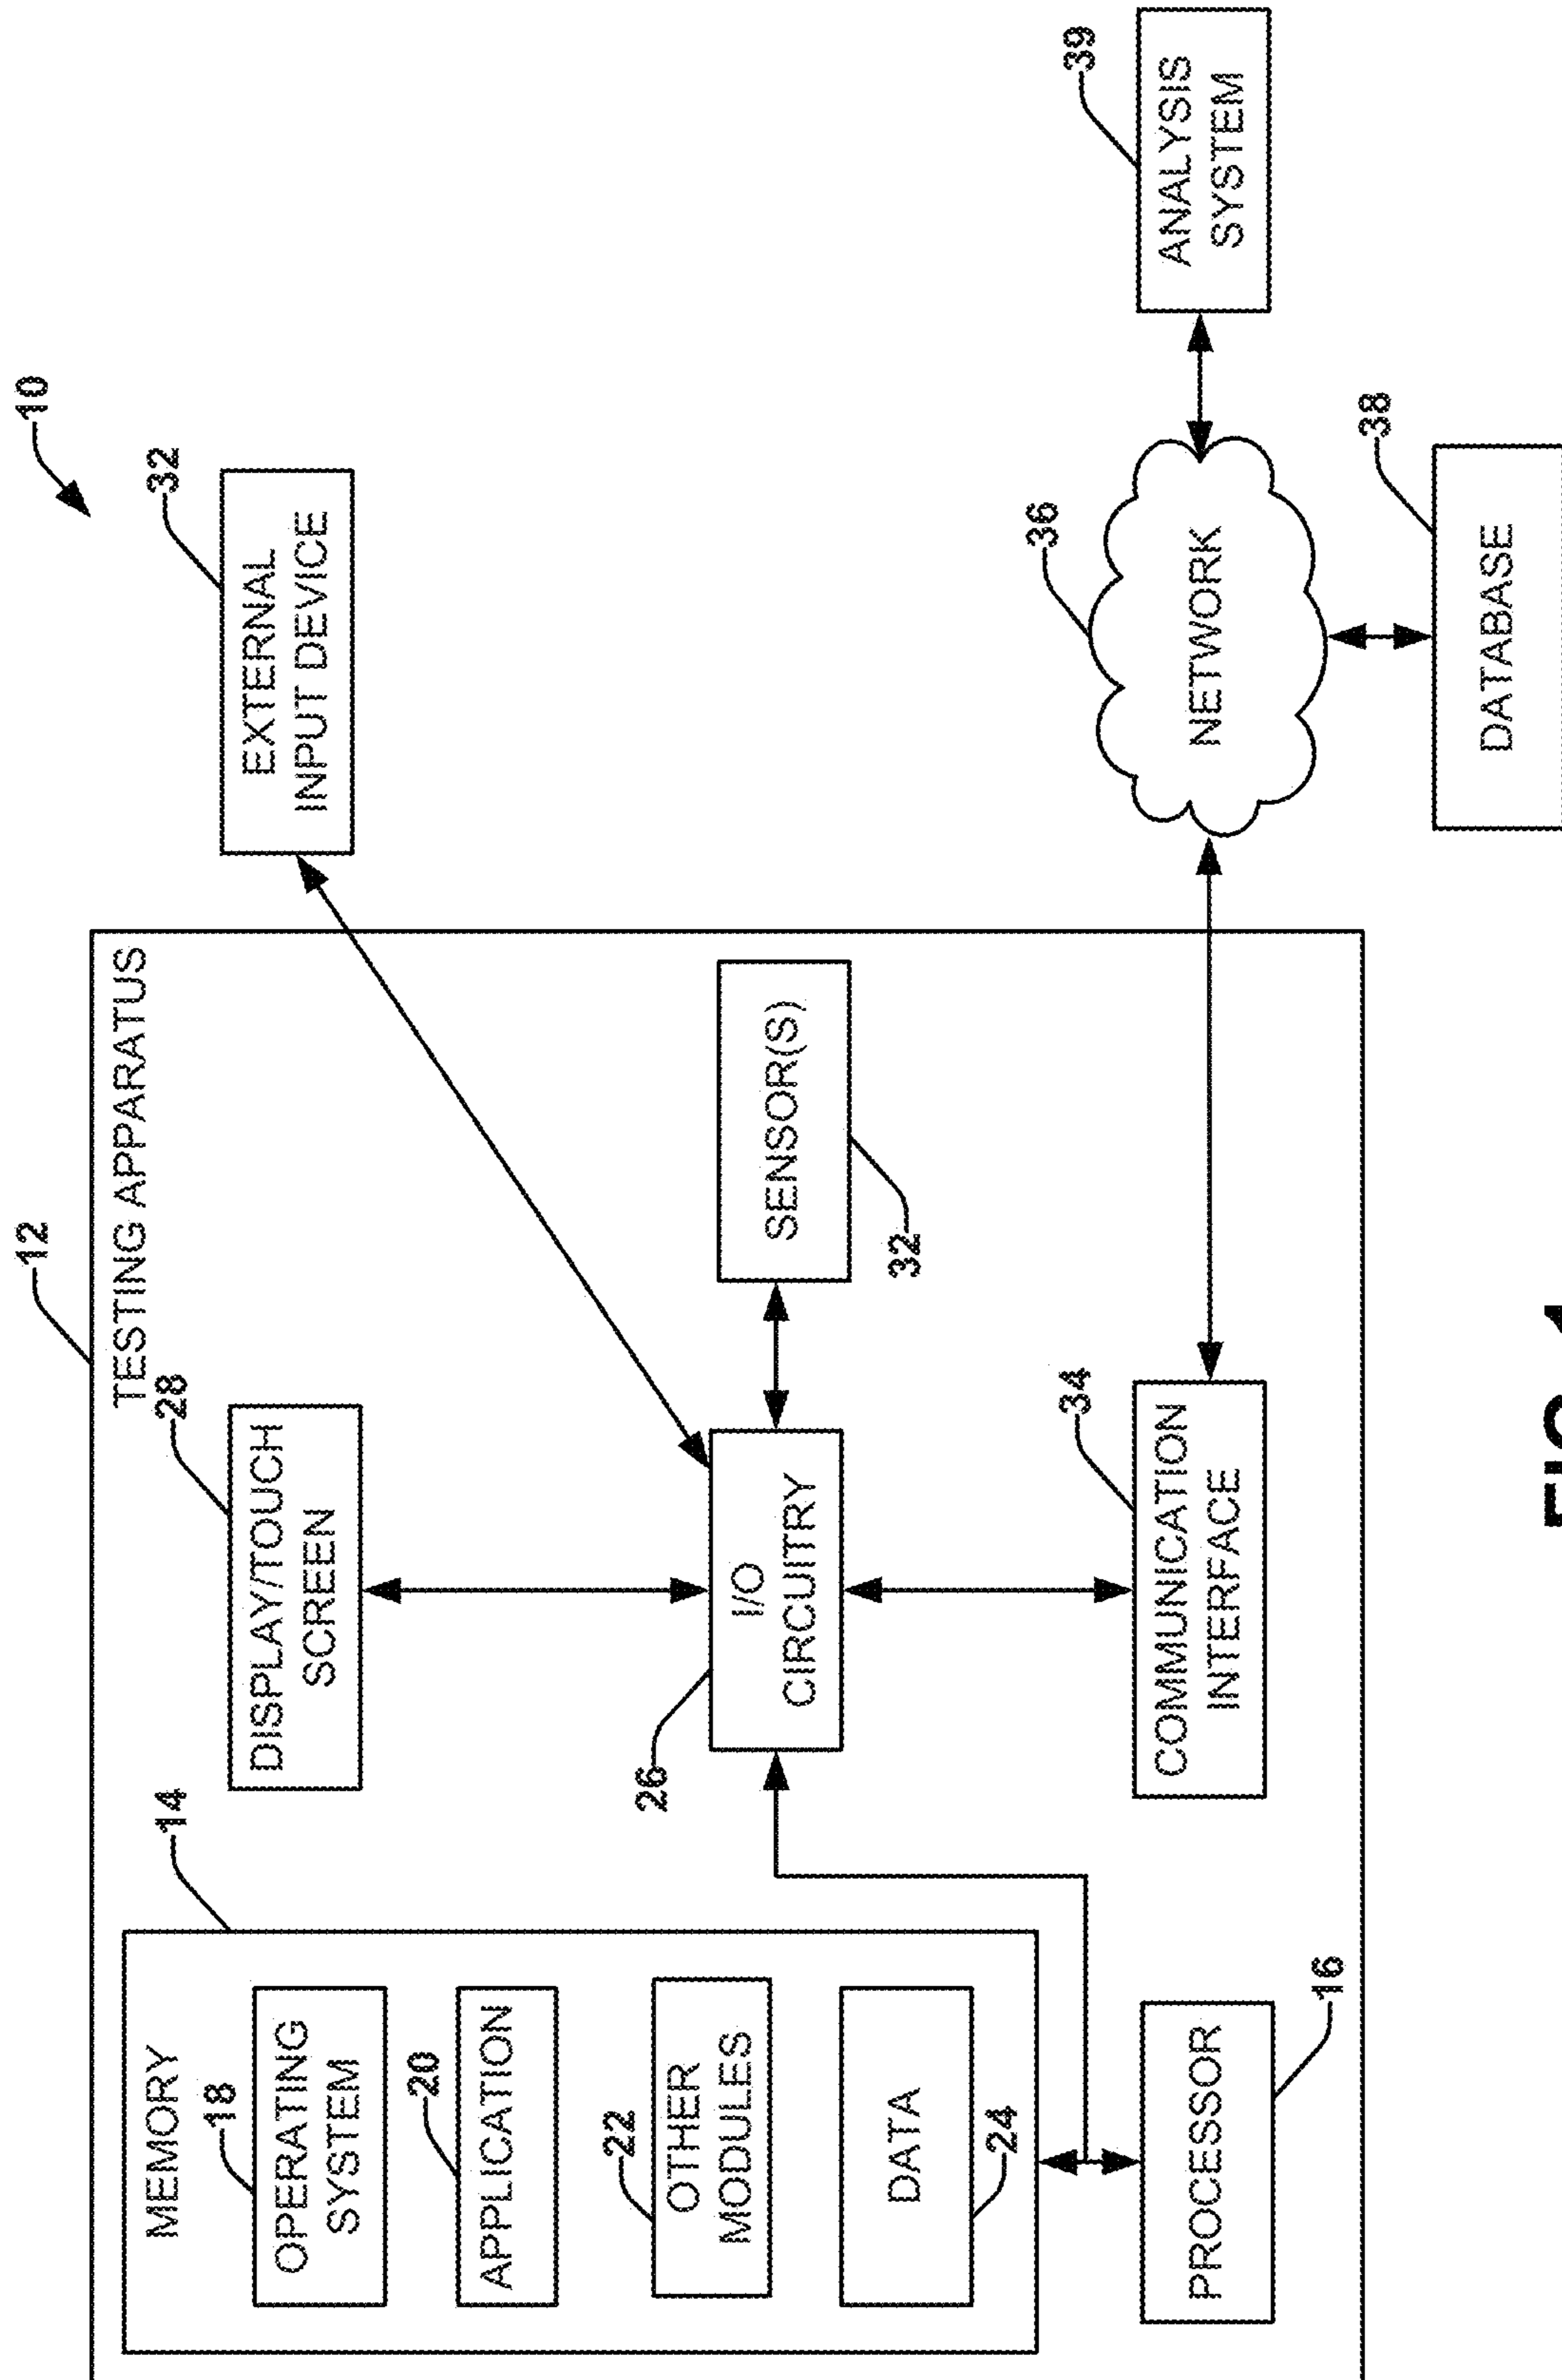 10
12
TESTING APPARATUS
14
MEMORY
18
OPERATING
SYSTEM
20
APPLICATION
22
OTHER
MODULES
DATA
24
PROCESSOR
16
28
DISPLAY/TOUCH
SCREEN
26
I/O
CIRCUITRY
SENSOR(S)
32
34
COMMUNICATION
INTERFACE
32
EXTERNAL
INPUT DEVICE
36
NETWORK
38
DATABASE
39
ANALYSIS
SYSTEM